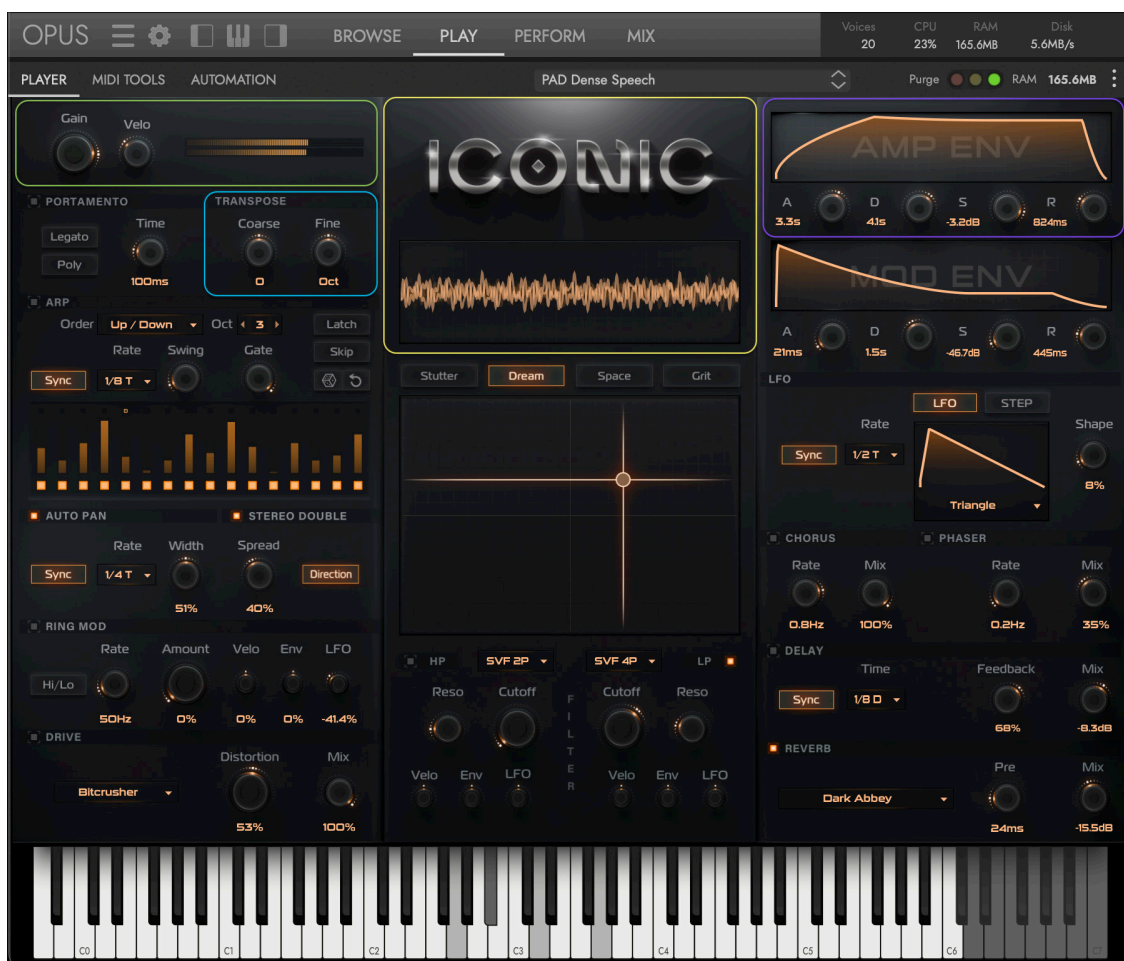 OPUS BROWSE PLAY PERFORM MIX Voices CPU RAM Disk
20 23% 165.6MB 5.6MB/s
PLAYER MIDI TOOLS AUTOMATION PAD Dense Speech Purge RAM 165.6MB
Gain Velo
ICONIC
AMP ENV
A D S R
3.3s 4.1s -3.2dB 824ms
PORTAMENTO TRANSPOSE
Legato Time Coarse Fine
Poly
100ms 0 Oct
MOD ENV
A D S R
21ms 1.5s -46.7dB 445ms
ARP
Order Up / Down Oct 3 Latch
Rate Swing Gate Skip
Sync 1/8 T
Stutter Dream Space Grit
LFO
LFO STEP
Rate Shape
Sync 1/2 T
8%
Triangle
AUTO PAN STEREO DOUBLE
Rate Width Spread
Sync 1/4 T Direction
51% 40%
CHORUS PHASER
Rate Mix Rate Mix
0.8Hz 100% 0.2Hz 35%
RING MOD
Rate Amount Velo Env LFO
Hi/Lo
50Hz 0% 0% 0% -41.4%
HP SVF 2P SVF 4P LP
Reso Cutoff FILTER Cutoff Reso
Velo Env LFO Velo Env LFO
DELAY
Time Feedback Mix
Sync 1/8 D
68% -8.3dB
DRIVE
Distortion Mix
Bitcrusher
53% 100%
REVERB
Pre Mix
Dark Abbey
24ms -15.5dB
C0 C1 C2 C3 C4 C5 C6 C7